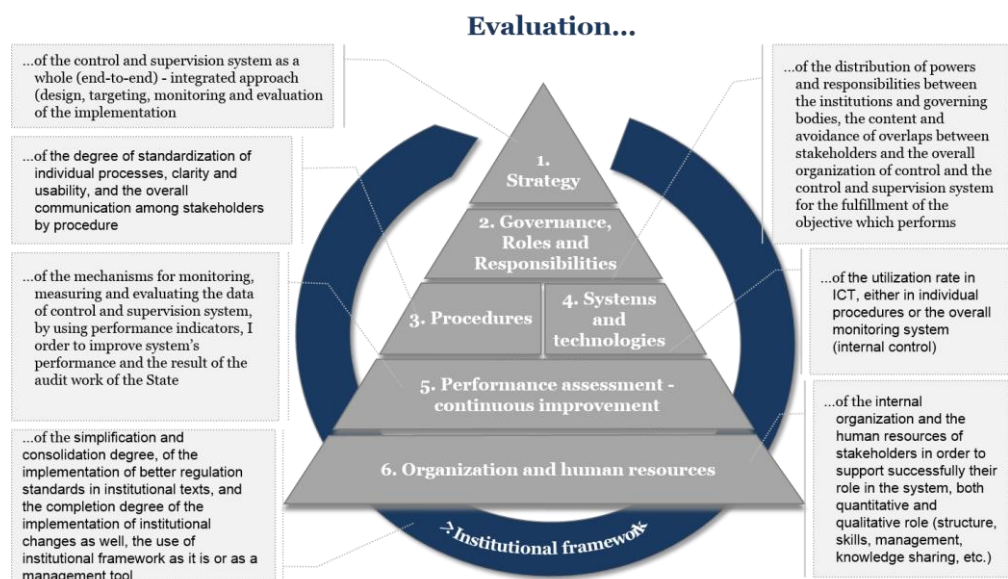 Evaluation...
...of the control and supervision system as a
whole (end-to-end) - integrated approach
(design, targeting, monitoring and evaluation
of the implementation
...of the degree of standardization of
individual processes, clarity and
usability, and the overall
communication among stakeholders
by procedure
...of the mechanisms for monitoring,
measuring and evaluating the data
of control and supervision system,
by using performance indicators, I
order to improve system's
performance and the result of the
audit work of the State
...of the simplification and
consolidation degree, of the
implementation of better regulation
standards in institutional texts, and
the completion degree of the
implementation of institutional
changes as well, the use of
institutional framework as it is or as a
management tool
1.
Strategy
2. Governance,
Roles and
Responsibilities
3. Procedures
4. Systems
and
technologies
5. Performance assessment -
continuous improvement
6. Organization and human resources
7. Institutional framework
...of the distribution of powers
and responsibilities between
the institutions and governing
bodies, the content and
avoidance of overlaps between
stakeholders and the overall
organization of control and the
control and supervision system
for the fulfillment of the
objective which performs
...of the utilization rate in
ICT, either in individual
procedures or the overall
monitoring system
(internal control)
...of the internal
organization and the
human resources of
stakeholders in order to
support successfully their
role in the system, both
quantitative and
qualitative role (structure,
skills, management,
knowledge sharing, etc.)